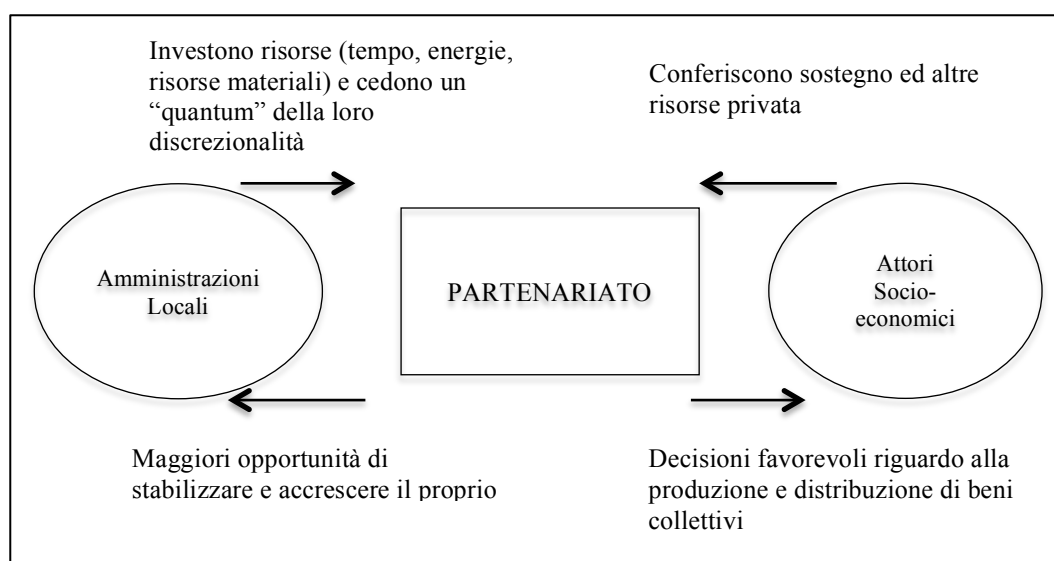 Investono risorse (tempo, energie,
risorse materiali) e cedono un
“quantum” della loro
discrezionalità
Conferiscono sostegno ed altre
risorse privata
Amministrazioni
Locali
PARTENARIATO
Attori
Socio-
economici
Maggiori opportunità di
stabilizzare e accrescere il proprio
Decisioni favorevoli riguardo alla
produzione e distribuzione di beni
collettivi